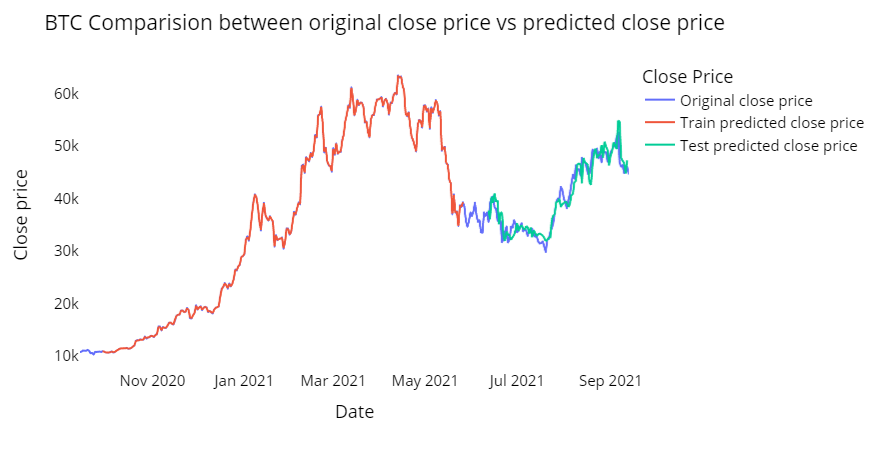 BTC Comparision between original close price vs predicted close price
Close Price
Original close price
Train predicted close price
Test predicted close price
Close price
60k
50k
40k
30k
20k
10k
Nov 2020
Jan 2021
Mar 2021
May 2021
Jul 2021
Sep 2021
Date